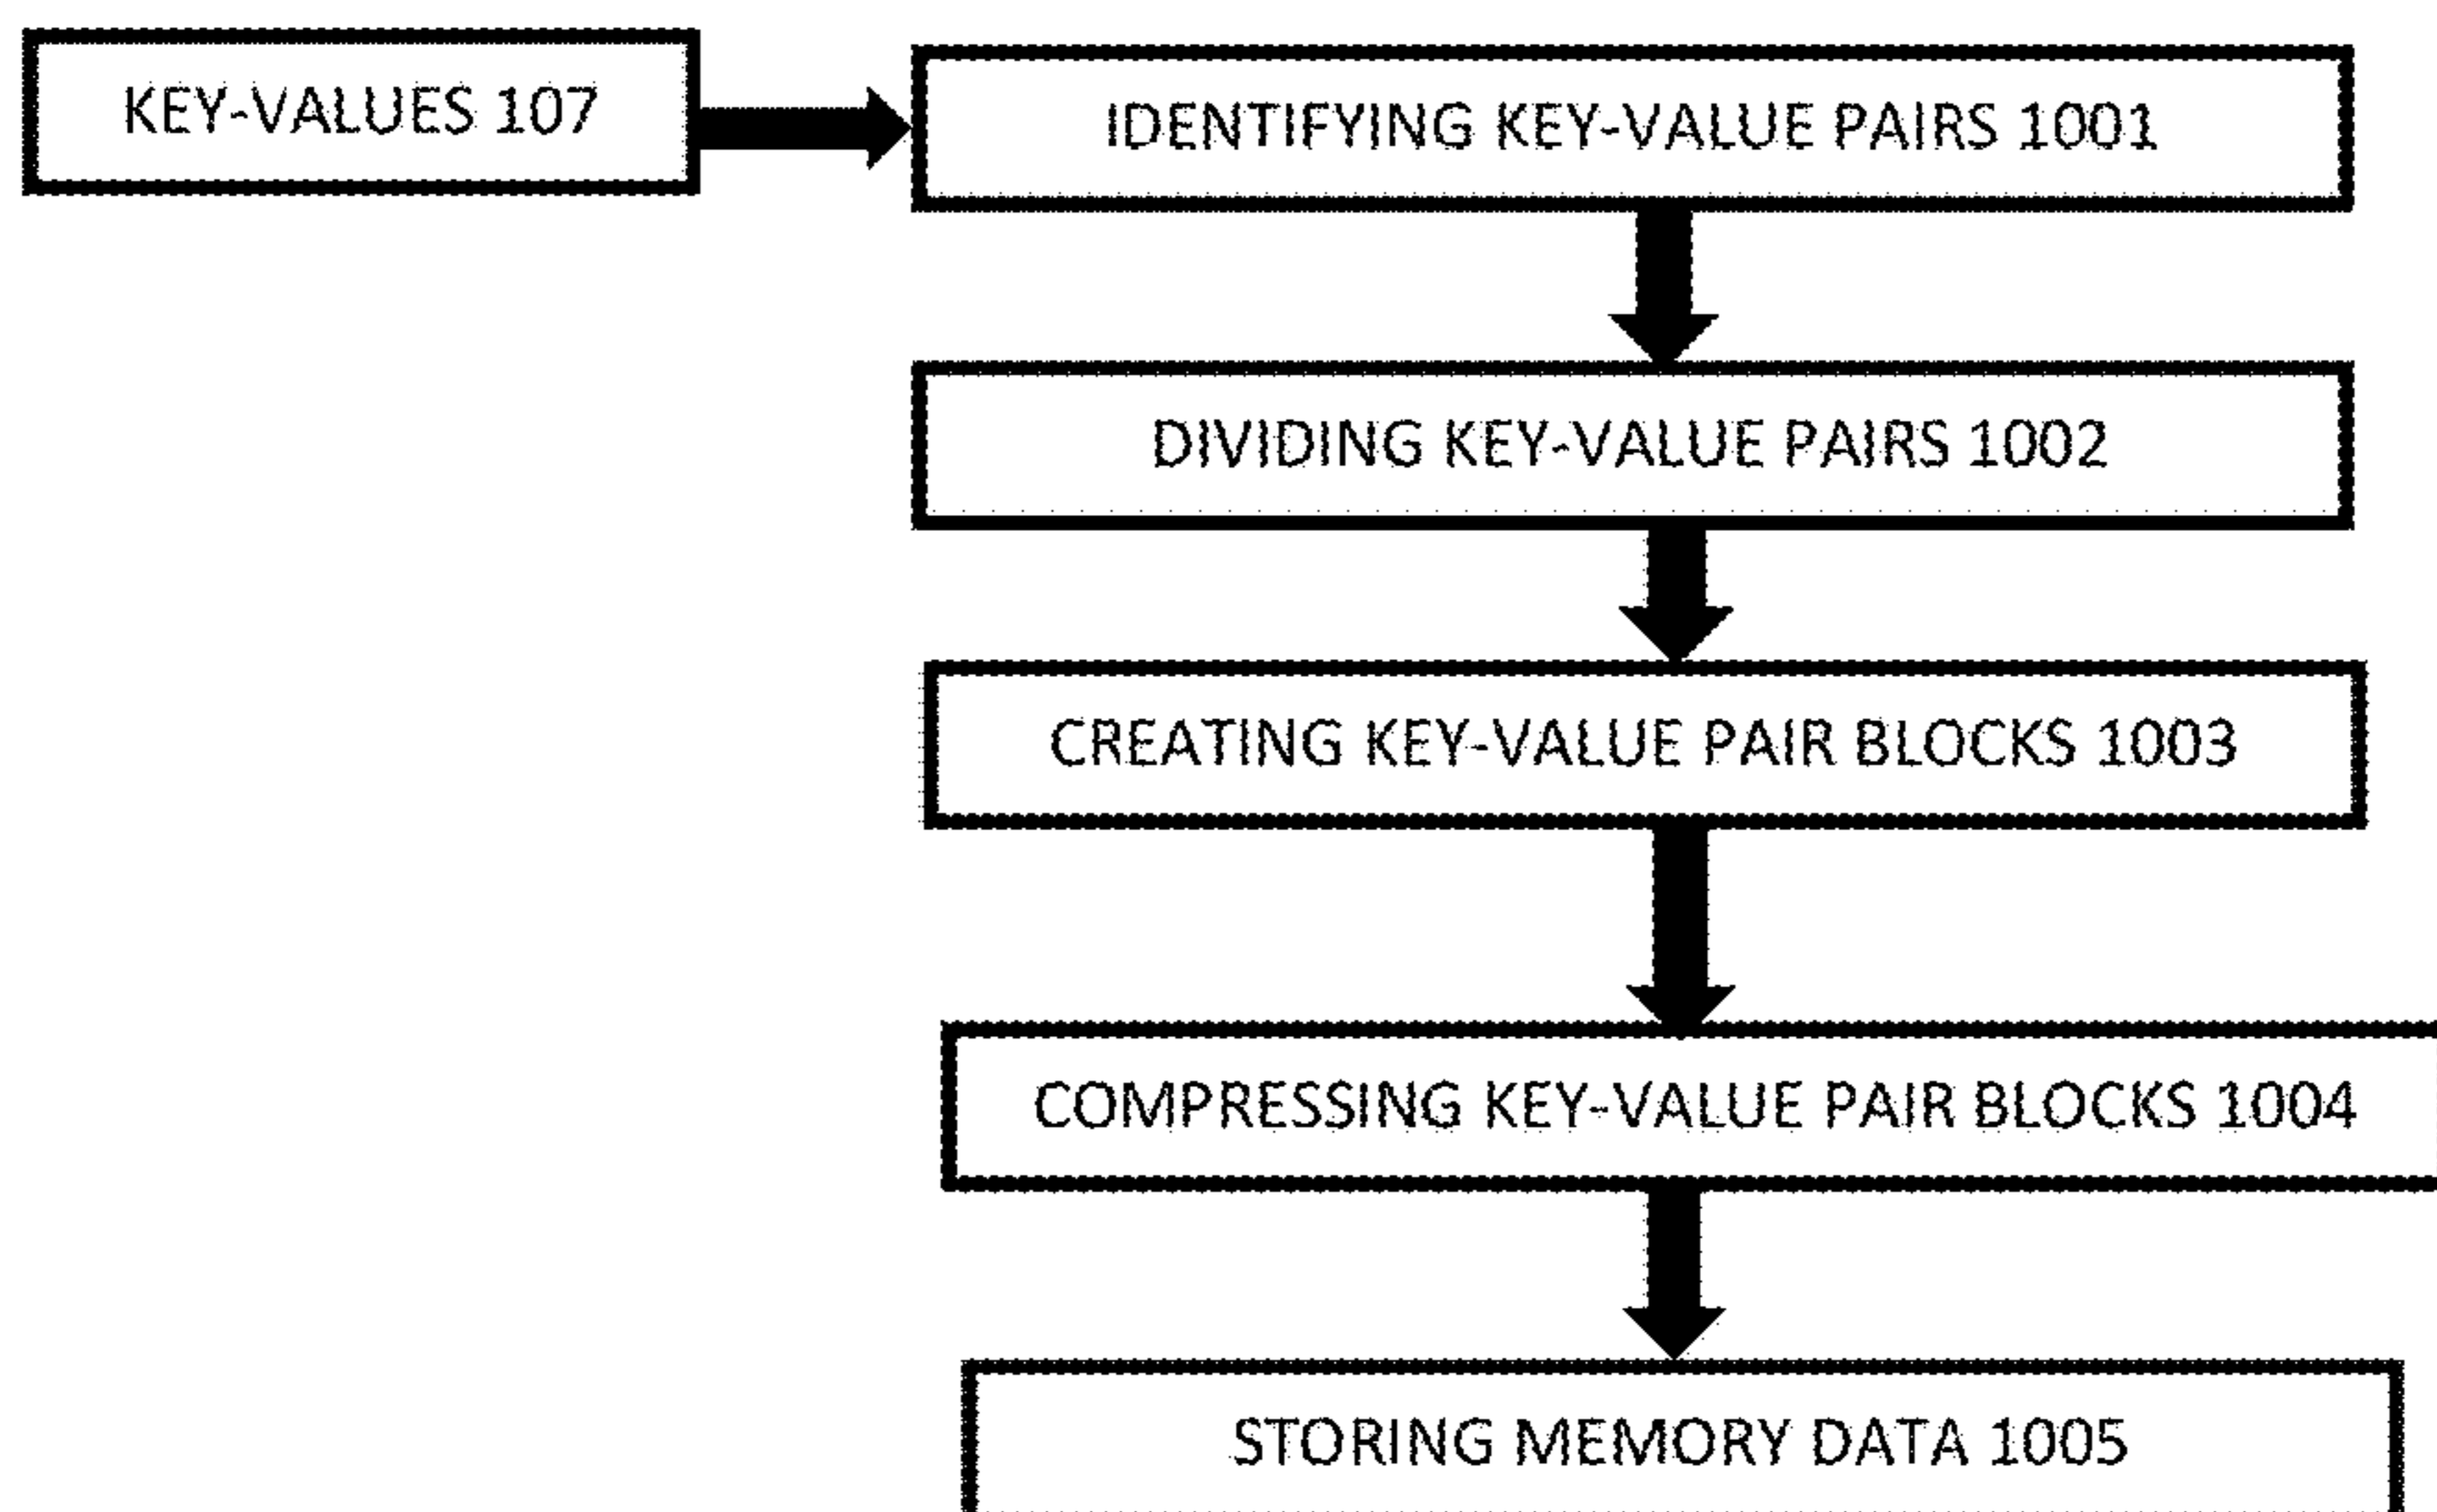 KEY-VALUES 107
IDENTIFYING KEY-VALUE PAIRS 1001
DIVIDING KEY-VALUE PAIRS 1002
CREATING KEY-VALUE PAIR BLOCKS 1003
COMPRESSING KEY-VALUE PAIR BLOCKS 1004
STORING MEMORY DATA 1005